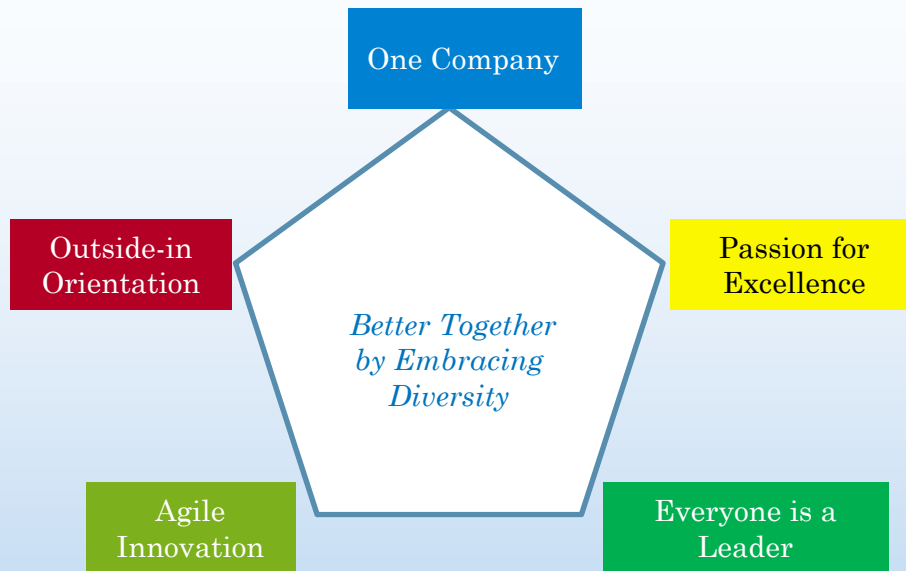 One Company
Outside-in
Orientation
Passion for
Excellence
Better Together
by Embracing
Diversity
Agile
Innovation
Everyone is a
Leader